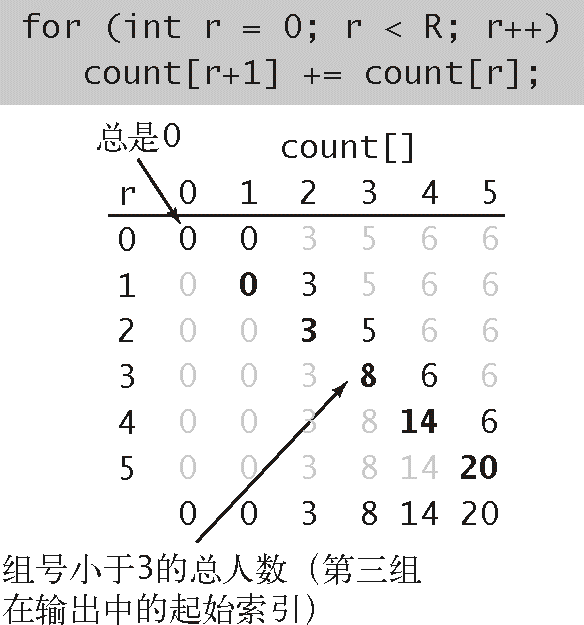 for (int r = 0; r < R; r++)
count[r+1] += count[r];
总是0
count[]
r 0 1 2 3 4 5
0 0 0 3 5 6 6
1 0 0 3 5 6 6
2 0 0 3 5 6 6
3 0 0 3 8 6 6
4 0 0 3 8 14 6
5 0 0 3 8 14 20
0 0 3 8 14 20
组号小于3的总人数（第三组
在输出中的起始索引）